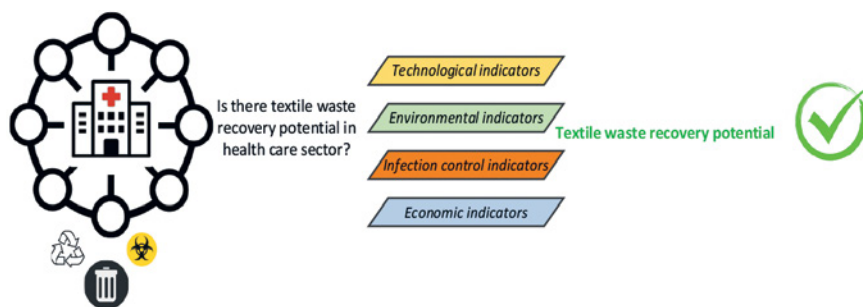 Is there textile waste
recovery potential in
health care sector?
Technological indicators
Environmental indicators
Infection control indicators
Economic indicators
Textile waste recovery potential